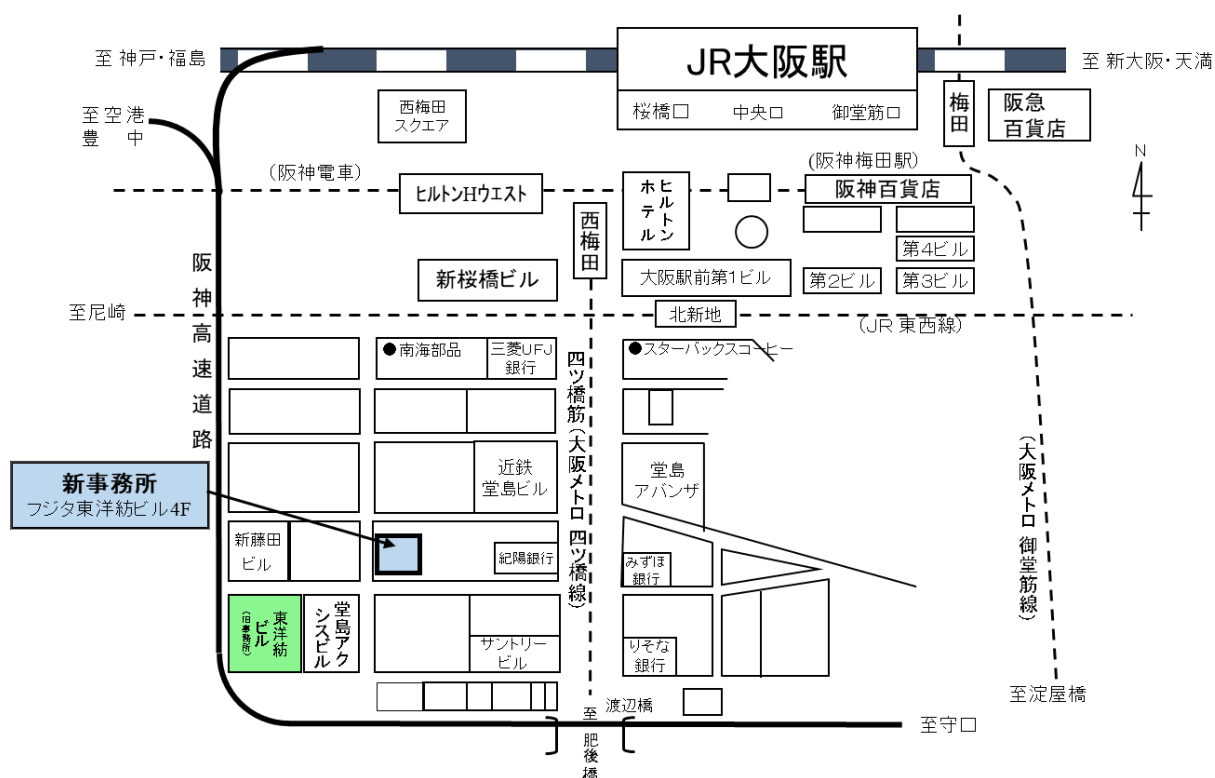 JR大阪駅
至 神戸・福島
至 新大阪・天満
桜橋口
中央口
御堂筋口
梅田
阪急
百貨店
西梅田
スクエア
至空港
豊 中
N
(阪神電車)
(阪神梅田駅)
ヒルトンHウエスト
ヒルトン
ホテル
阪神百貨店
西梅田
第4ビル
新桜橋ビル
大阪駅前第1ビル
第2ビル
第3ビル
阪神高速道路
至尼崎
北新地
(JR 東西線)
●南海部品
三菱UFJ
銀行
●スターバックスコーヒー
四ツ橋筋(大阪メトロ 四ツ橋線)
(大阪メトロ 御堂筋線)
近鉄
堂島ビル
堂島
アバンザ
新事務所
フジタ東洋紡ビル4F
新藤田
ビル
紀陽銀行
みずほ
銀行
東洋紡
ビル
(旧事務所)
堂島アク
シスビル
サントリー
ビル
りそな
銀行
至淀屋橋
渡辺橋
至守口
至肥後橋